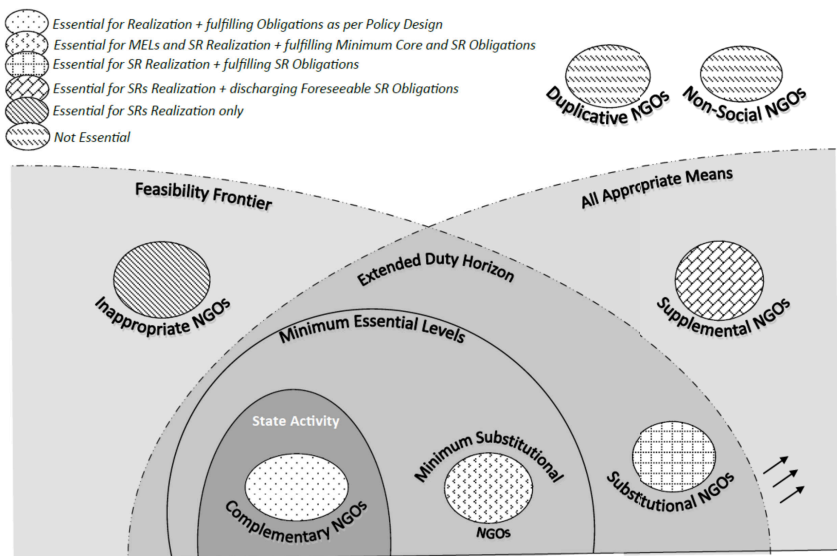 Essential for Realization + fulfilling Obligations as per Policy Design
Essential for MELs and SR Realization + fulfilling Minimum Core and SR Obligations
Essential for SR Realization + fulfilling SR Obligations
Essential for SRs Realization + discharging Foreseeable SR Obligations
Essential for SRs Realization only
Not Essential
Duplicative NGOs
Non-Social NGOs
Feasibility Frontier
All Appropriate Means
Extended Duty Horizon
Inappropriate NGOs
Supplemental NGOs
Minimum Essential Levels
State Activity
Complementary NGOs
Minimum Substitutional
NGOs
Substitutional NGOs